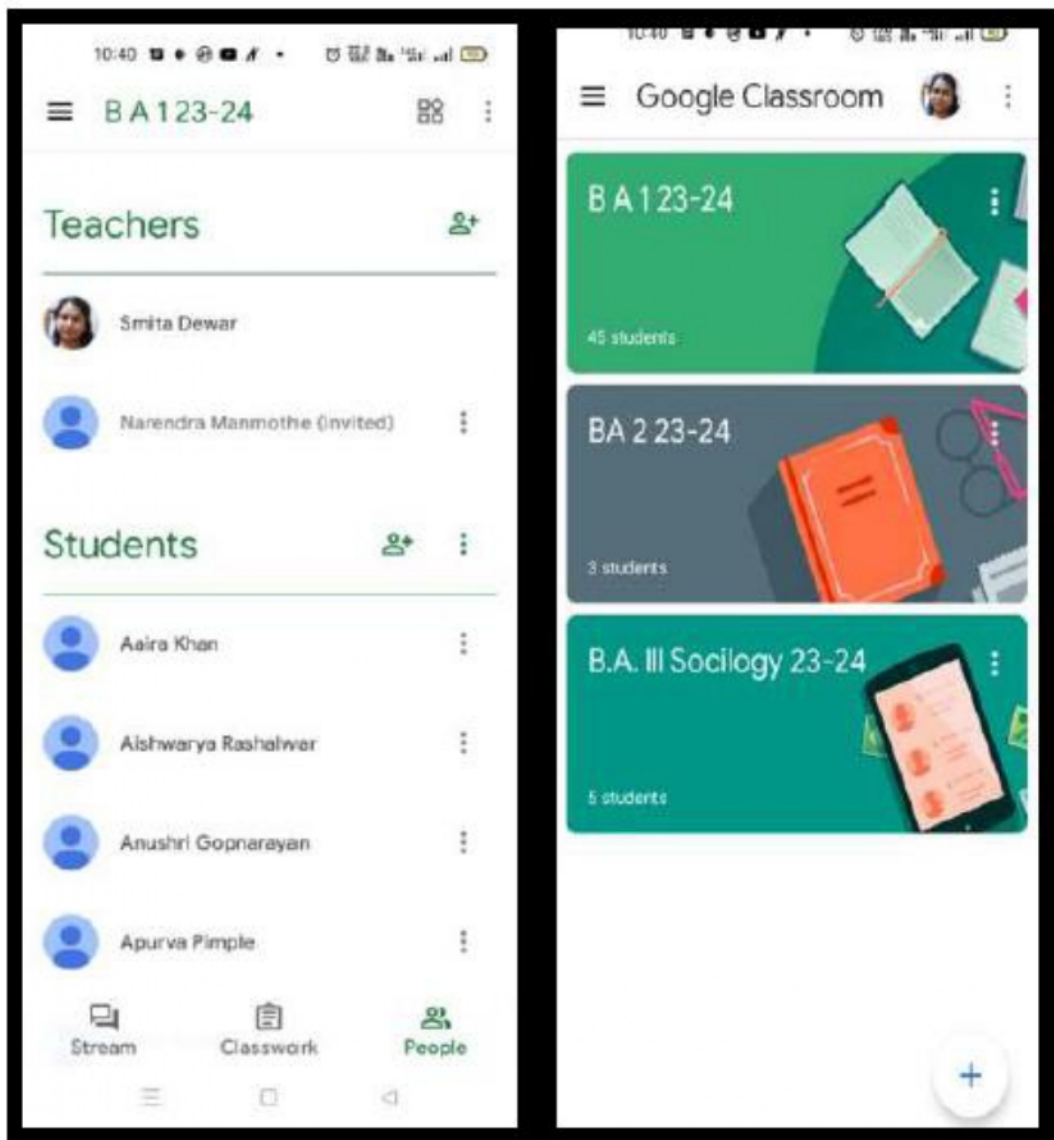 10:40
B A 1 23-24
Teachers
Smita Dewar
Narendra Manmothe (Invited)
Students
Aaira Khan
Aishwarya Rashalwar
Anushri Gopnarayan
Apurva Pimple
Stream
Classwork
People
10:40
Google Classroom
B A 1 23-24
45 students
BA 2 23-24
3 students
B.A. III Socilogy 23-24
5 students